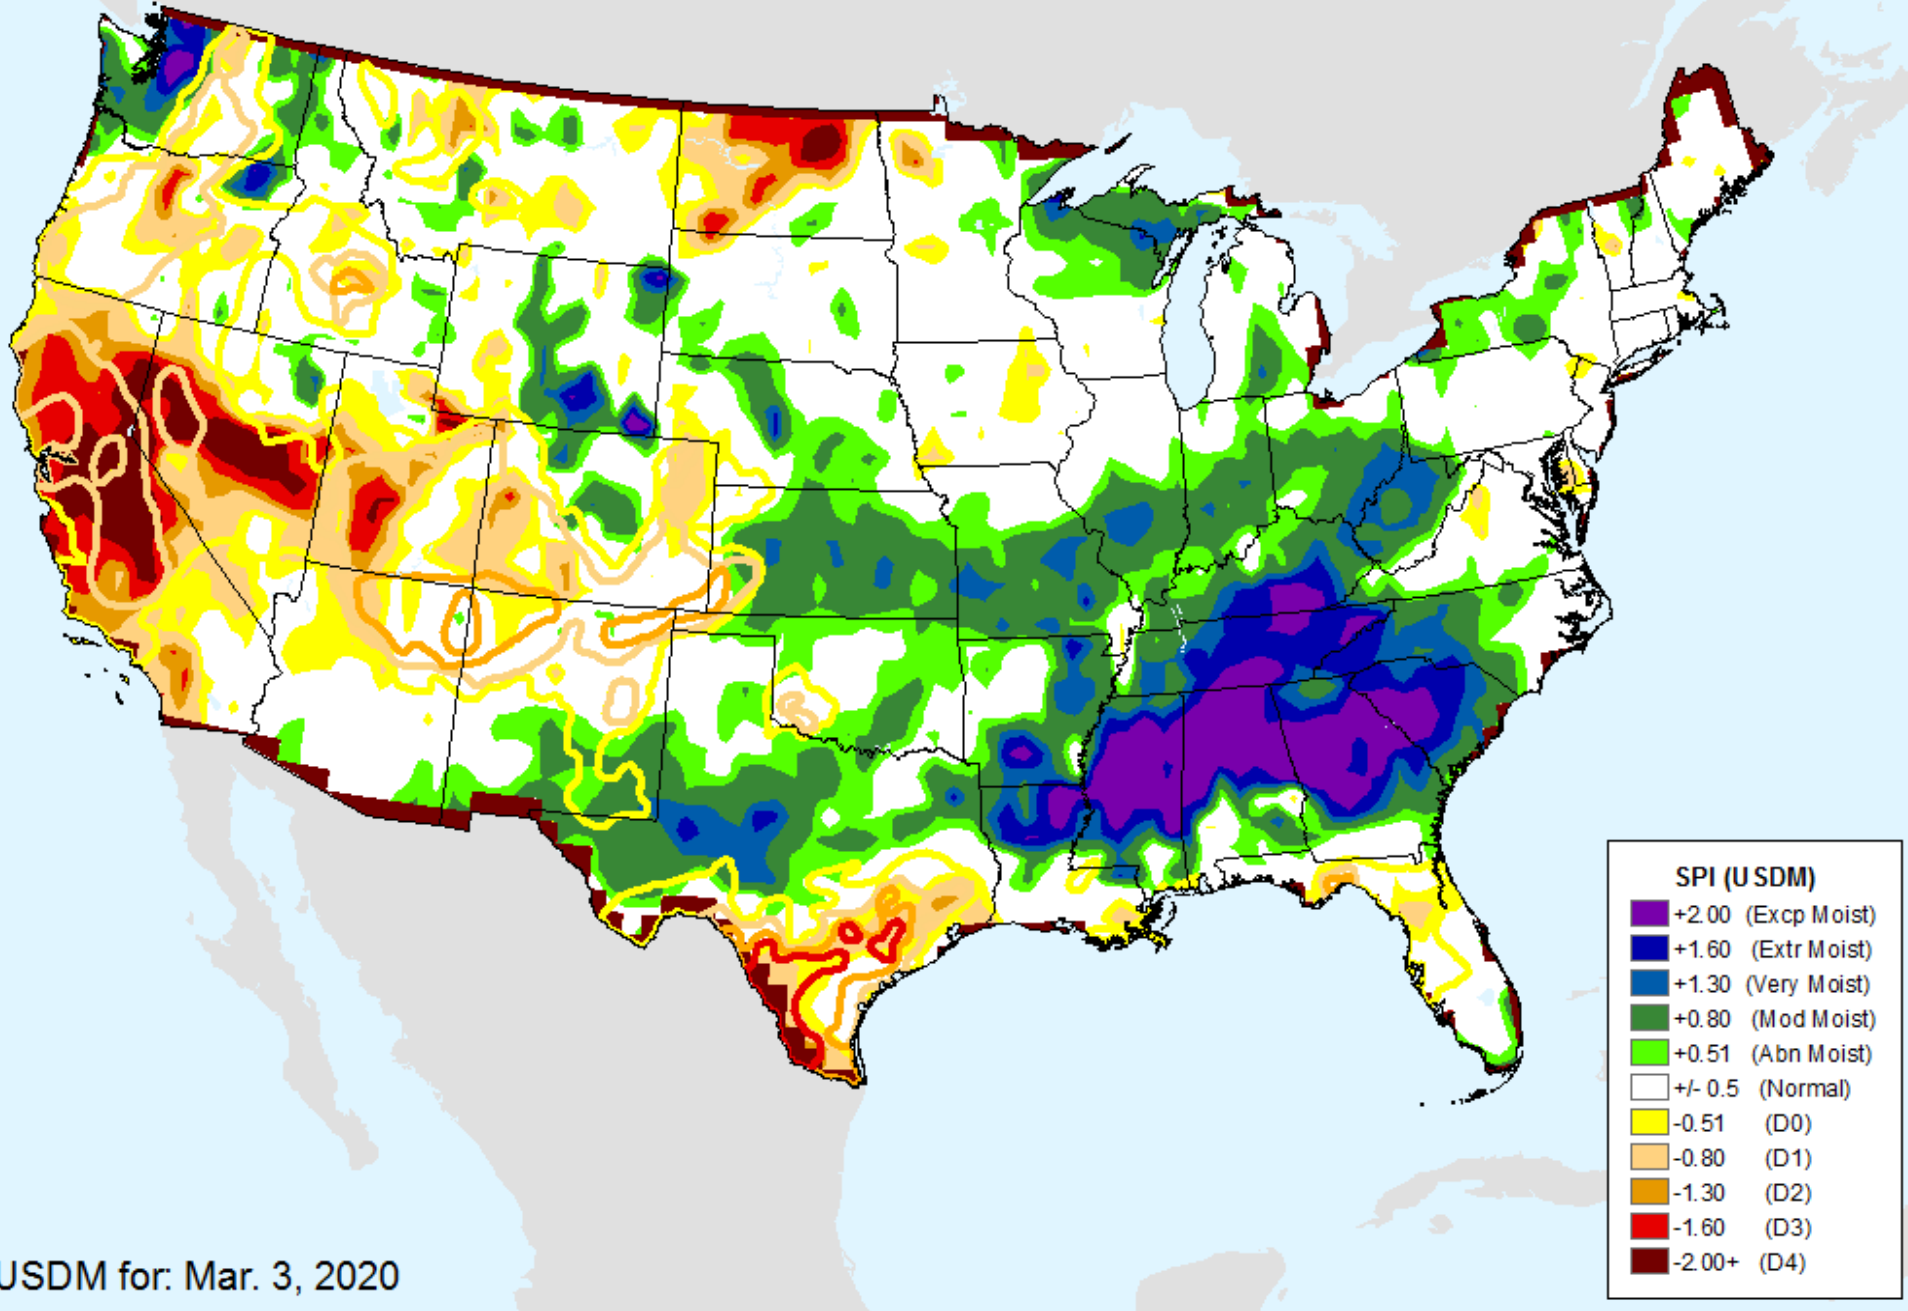 SPI (USDM)
+2.00 (Excp Moist)
+1.60 (Extr Moist)
+1.30 (Very Moist)
+0.80 (Mod Moist)
+0.51 (Abn Moist)
+/- 0.5 (Normal)
-0.51 (D0)
-0.80 (D1)
-1.30 (D2)
-1.60 (D3)
-2.00+ (D4)
USDM for: Mar. 3, 2020